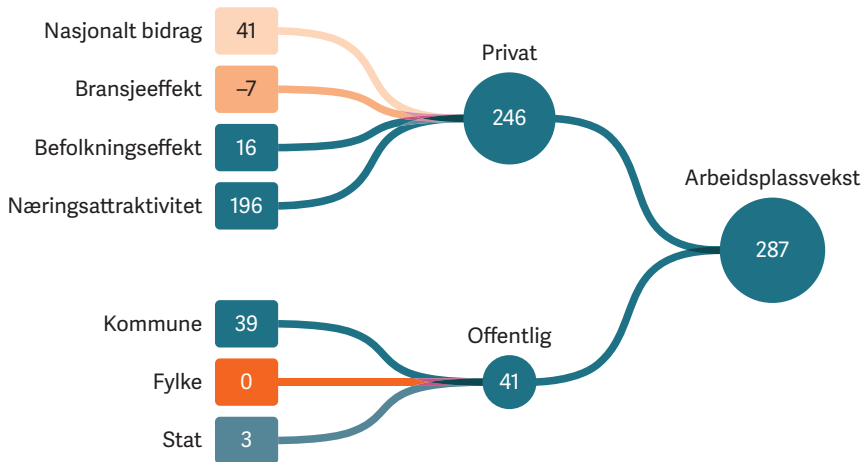 Nasjonalt bidrag 41
Bransjeeffekt –7
Befolkningseffekt 16
Næringsattraktivitet 196
Privat
246
Arbeidsplassvekst
287
Kommune 39
Fylke 0
Stat 3
Offentlig
41